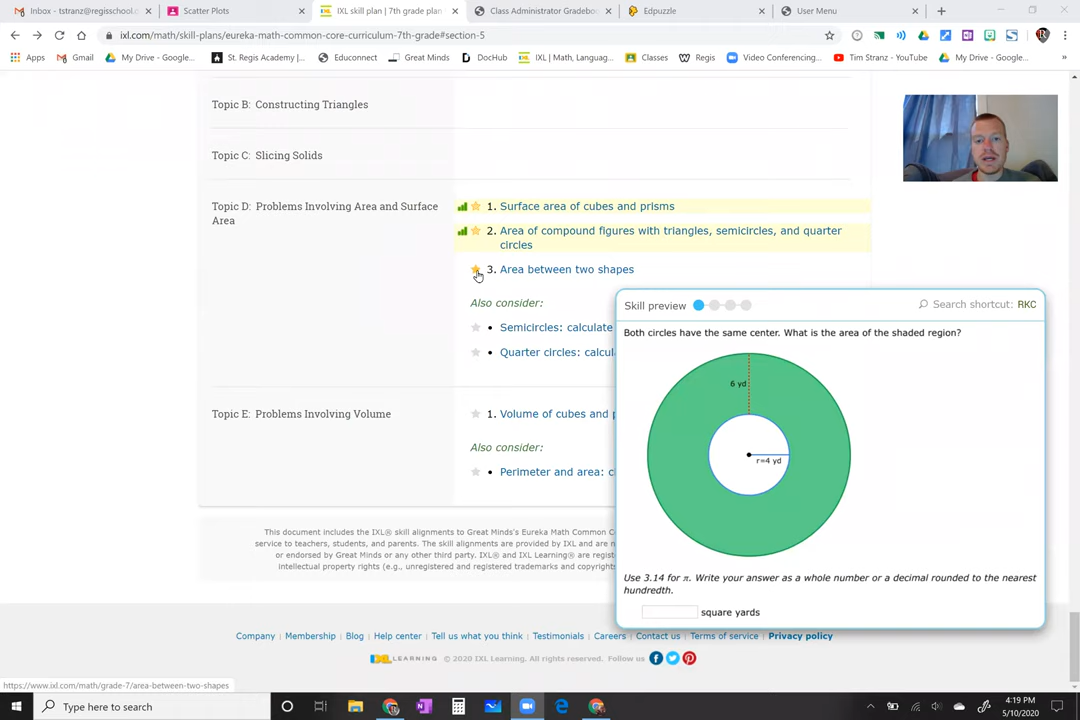 Inbox - tstranz@regisschool.c
Scatter Plots
IXL skill plan | 7th grade plan
Class Administrator Gradeboo
Edpuzzle
User Menu
ixl.com/math/skill-plans/eureka-math-common-core-curriculum-7th-grade#section-5
Apps
Gmail
My Drive - Google...
St. Regis Academy |...
Educonnect
Great Minds
DocHub
IXL | Math, Languag...
Classes
Regis
Video Conferencing...
Tim Stranz - YouTube
My Drive - Googl...
Topic B: Constructing Triangles
Topic C: Slicing Solids
Topic D: Problems Involving Area and Surface
Area
1. Surface area of cubes and prisms
2. Area of compound figures with triangles, semicircles, and quarter
circles
3. Area between two shapes
Also consider:
• Semicircles: calculate
• Quarter circles: calcul
Topic E: Problems Involving Volume
1. Volume of cubes and p
Also consider:
• Perimeter and area: c
Skill preview
Search shortcut: RKC
Both circles have the same center. What is the area of the shaded region?
6 yd
r=4 yd
Use 3.14 for π. Write your answer as a whole number or a decimal rounded to the nearest
hundredth.
square yards
This document includes the IXL® skill alignments to Great Minds's Eureka Math Common Co
service to teachers, students, and parents. The skill alignments are provided by IXL and are n
or endorsed by Great Minds or any other third party. IXL® and IXL Learning® are regist
intellectual property rights (e.g., unregistered and registered trademarks and copyrights
Company | Membership | Blog | Help center | Tell us what you think | Testimonials | Careers | Contact us | Terms of service | Privacy policy
IXL LEARNING © 2020 IXL Learning. All rights reserved. Follow us
https://www.ixl.com/math/grade-7/area-between-two-shapes
Type here to search
4:19 PM
5/10/2020